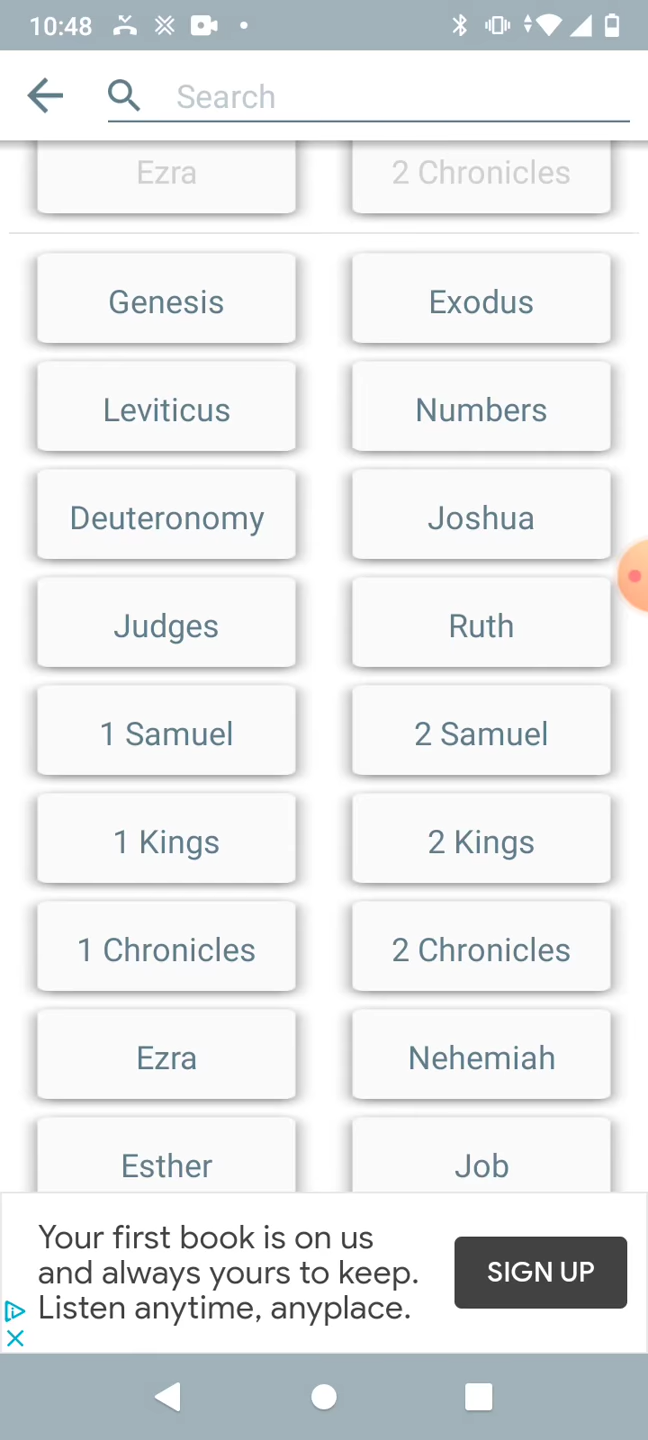 10:48
Search
Ezra
2 Chronicles
Genesis
Exodus
Leviticus
Numbers
Deuteronomy
Joshua
Judges
Ruth
1 Samuel
2 Samuel
1 Kings
2 Kings
1 Chronicles
2 Chronicles
Ezra
Nehemiah
Esther
Job
Your first book is on us
and always yours to keep.
Listen anytime, anyplace.
SIGN UP